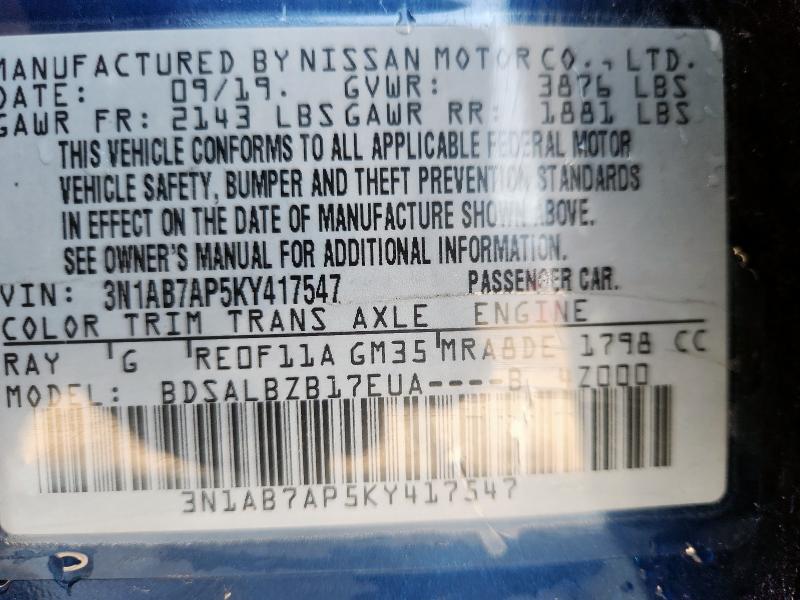 MANUFACTURED BY NISSAN MOTOR CO., LTD.
DATE: 09/19. GVWR: 3876 LBS
GAWR FR: 2143 LBS GAWR RR: 1881 LBS
THIS VEHICLE CONFORMS TO ALL APPLICABLE FEDERAL MOTOR
VEHICLE SAFETY, BUMPER AND THEFT PREVENTION STANDARDS
IN EFFECT ON THE DATE OF MANUFACTURE SHOWN ABOVE.
SEE OWNER'S MANUAL FOR ADDITIONAL INFORMATION.
VIN: 3N1AB7AP5KY417547 PASSENGER CAR.
COLOR TRIM TRANS AXLE ENGINE
RAY G RE0F11A GM35 MRA8DE 1798 CC
MODEL: BDSALBZB17EUA----B 4Z000
3N1AB7AP5KY417547